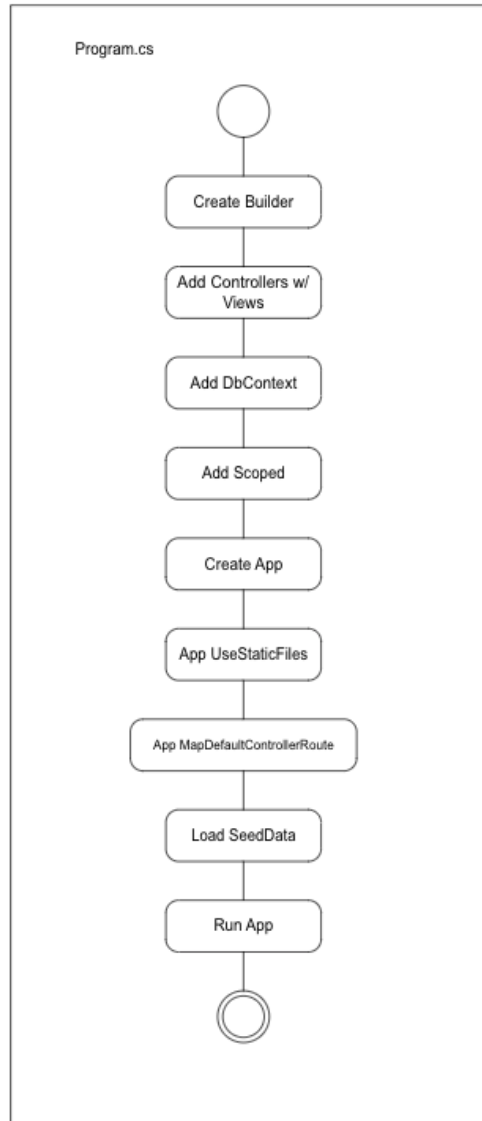 Program.cs
Create Builder
Add Controllers w/
Views
Add DbContext
Add Scoped
Create App
App UseStaticFiles
App MapDefaultControllerRoute
Load SeedData
Run App